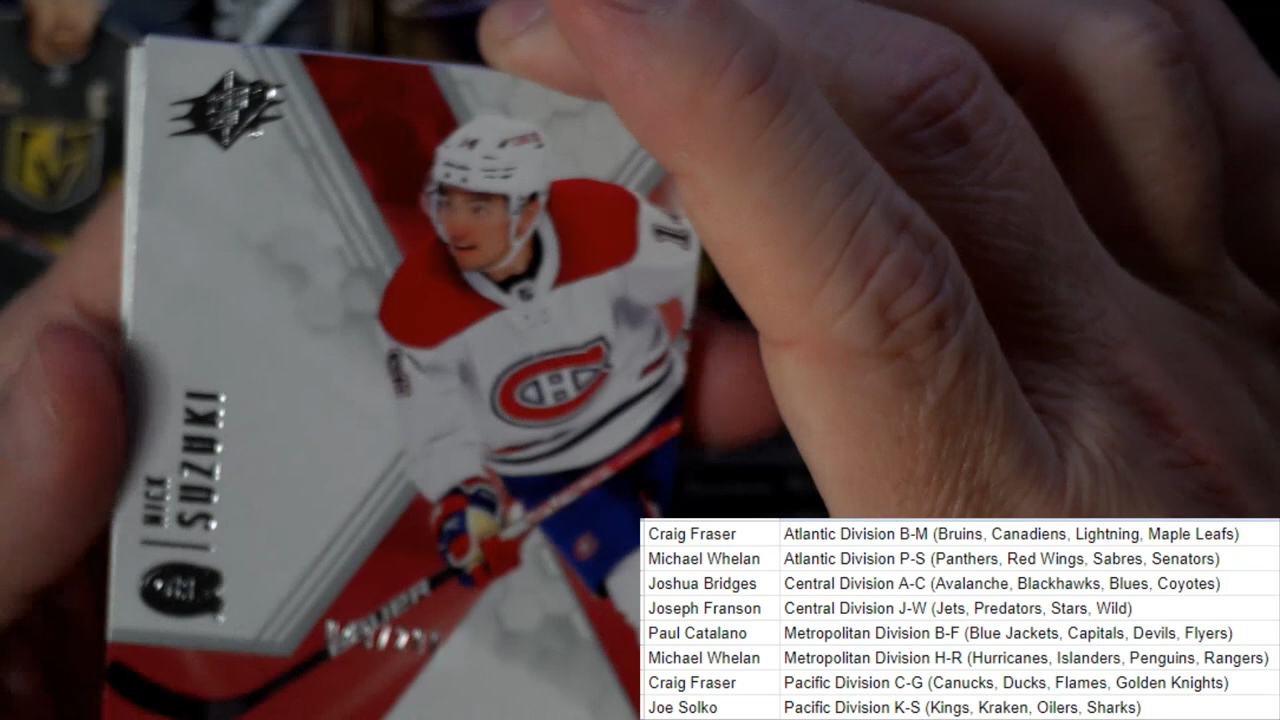 NICK
SUZUKI
Craig Fraser Atlantic Division B-M (Bruins, Canadiens, Lightning, Maple Leafs)
Michael Whelan Atlantic Division P-S (Panthers, Red Wings, Sabres, Senators)
Joshua Bridges Central Division A-C (Avalanche, Blackhawks, Blues, Coyotes)
Joseph Franson Central Division J-W (Jets, Predators, Stars, Wild)
Paul Catalano Metropolitan Division B-F (Blue Jackets, Capitals, Devils, Flyers)
Michael Whelan Metropolitan Division H-R (Hurricanes, Islanders, Penguins, Rangers)
Craig Fraser Pacific Division C-G (Canucks, Ducks, Flames, Golden Knights)
Joe Solko Pacific Division K-S (Kings, Kraken, Oilers, Sharks)